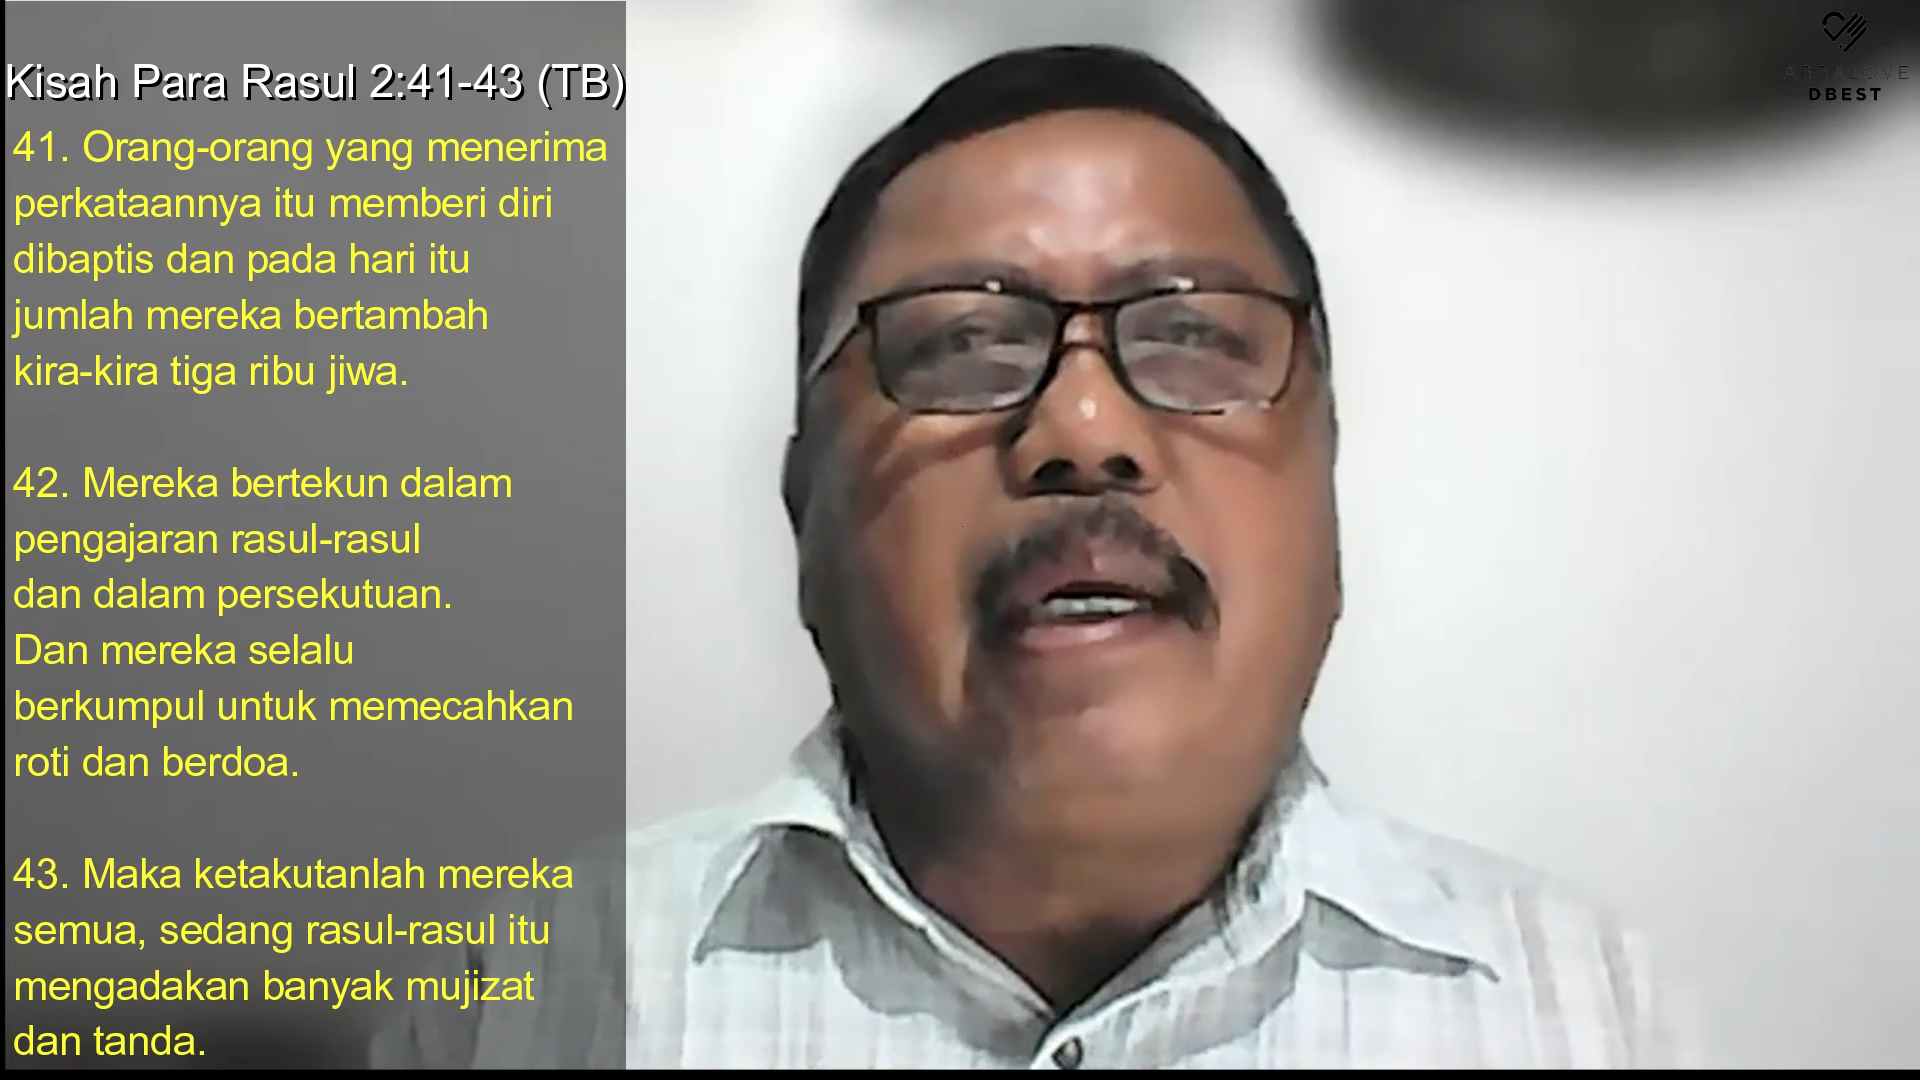 Kisah Para Rasul 2:41-43 (TB)
41. Orang-orang yang menerima
perkataannya itu memberi diri
dibaptis dan pada hari itu
jumlah mereka bertambah
kira-kira tiga ribu jiwa.
42. Mereka bertekun dalam
pengajaran rasul-rasul
dan dalam persekutuan.
Dan mereka selalu
berkumpul untuk memecahkan
roti dan berdoa.
43. Maka ketakutanlah mereka
semua, sedang rasul-rasul itu
mengadakan banyak mujizat
dan tanda.
ABBALOVE
DBEST